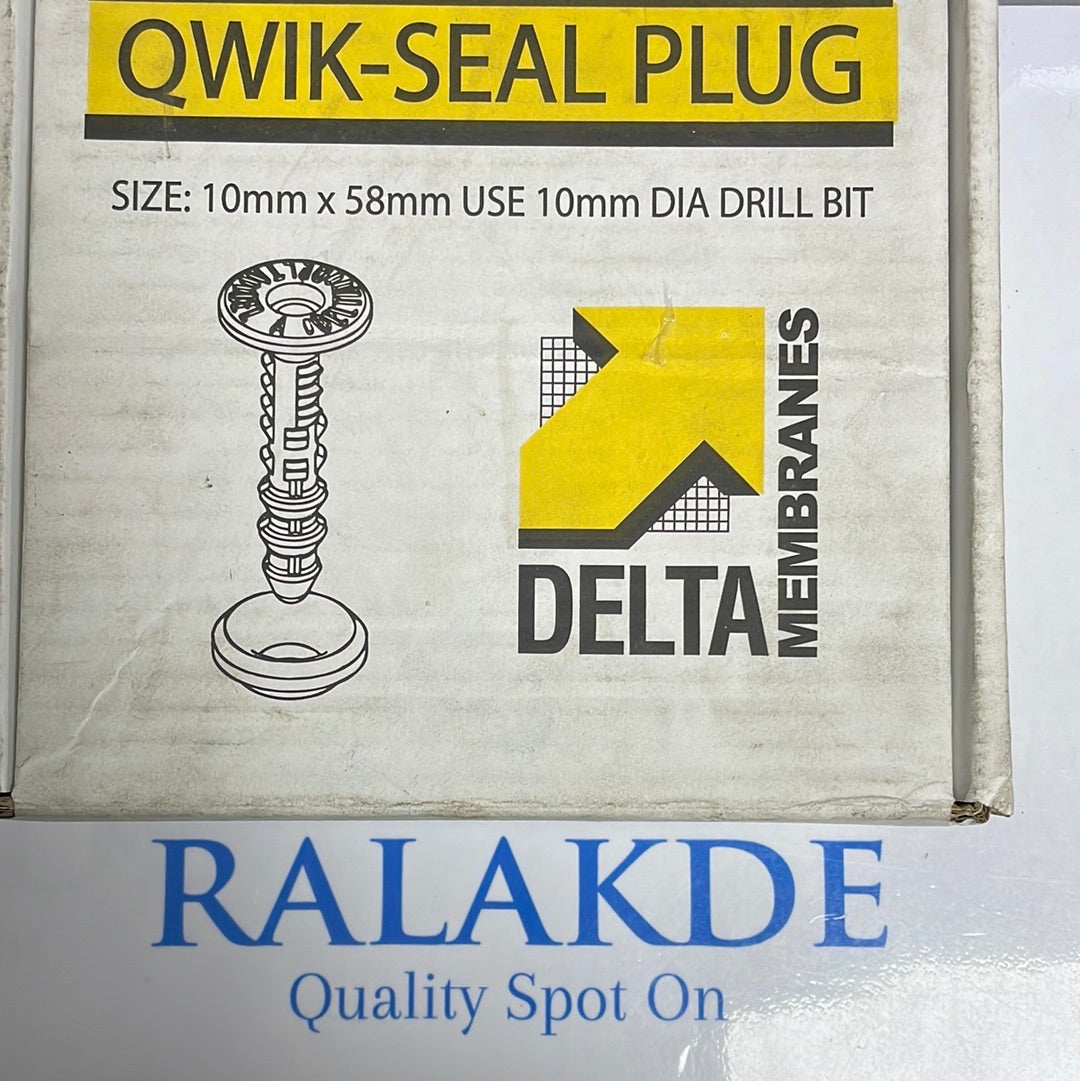 QWIK-SEAL PLUG
SIZE: 10mm x 58mm USE 10mm DIA DRILL BIT
DELTA
MEMBRANES
RALAKDE
Quality Spot On